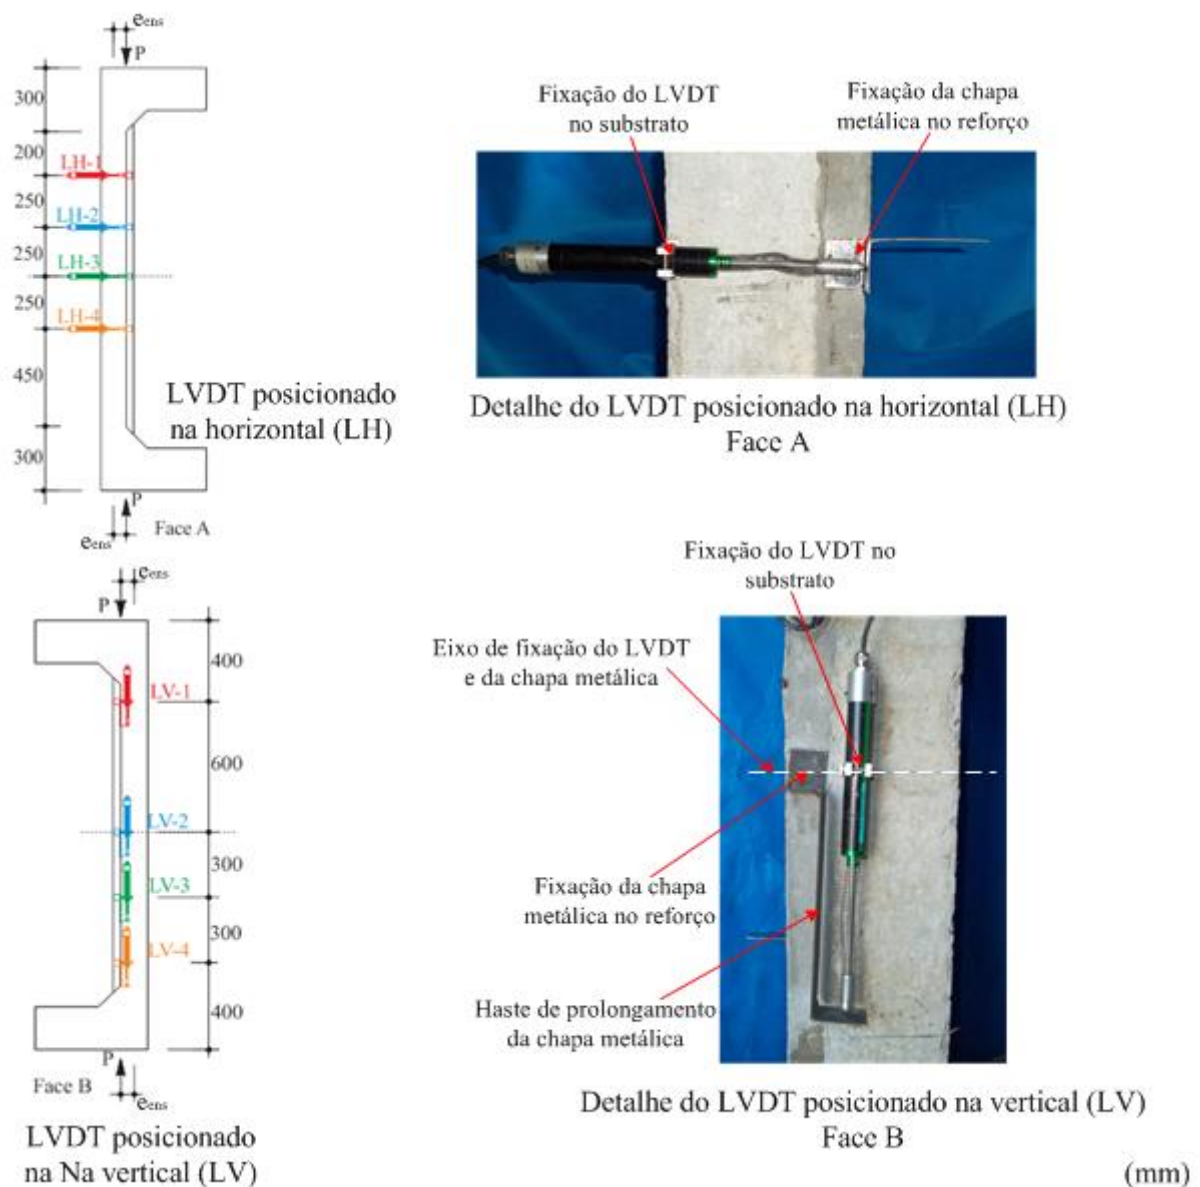 eens
P
300
200
250
250
250
450
300
LH-1
LH-2
LH-3
LH-4
LVDT posicionado
na horizontal (LH)
P
Face A
eens
Fixação do LVDT
no substrato
Fixação da chapa
metálica no reforço
Detalhe do LVDT posicionado na horizontal (LH)
Face A
eens
P
400
LV-1
600
LV-2
300
LV-3
300
LV-4
400
P
Face B
eens
LVDT posicionado
na Na vertical (LV)
Fixação do LVDT no
substrato
Eixo de fixação do LVDT
e da chapa metálica
Fixação da chapa
metálica no reforço
Haste de prolongamento
da chapa metálica
Detalhe do LVDT posicionado na vertical (LV)
Face B
(mm)